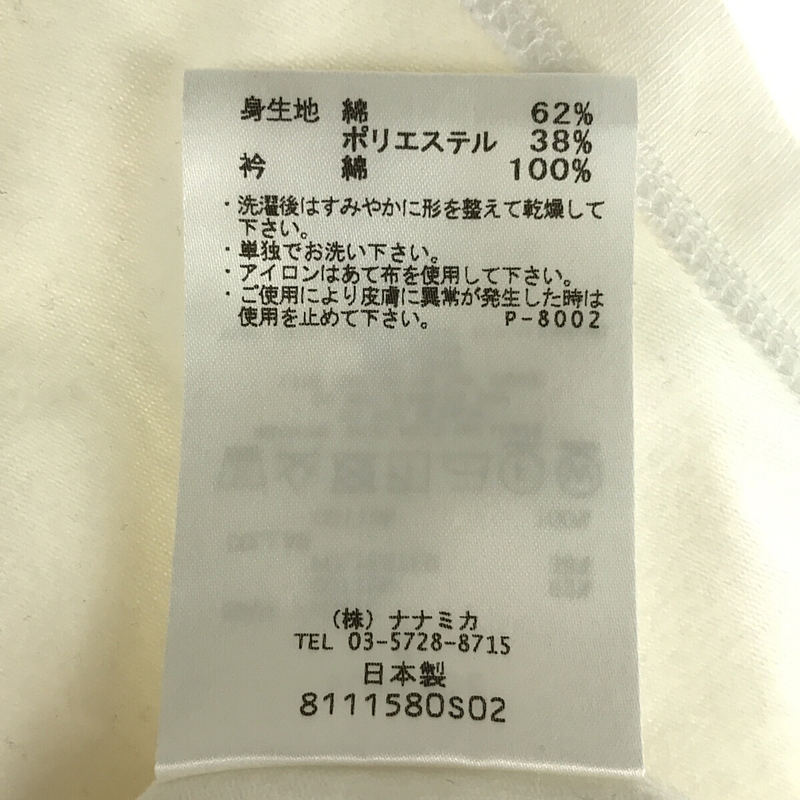 身生地 綿 62%
ポリエステル 38%
衿 綿 100%
・洗濯後はすみやかに形を整えて乾燥して
下さい。
・単独でお洗い下さい。
・アイロンはあて布を使用して下さい。
・ご使用により皮膚に異常が発生した時は
使用を止めて下さい。 P-8002
(株) ナナミカ
TEL 03-5728-8715
日本製
8111580S02